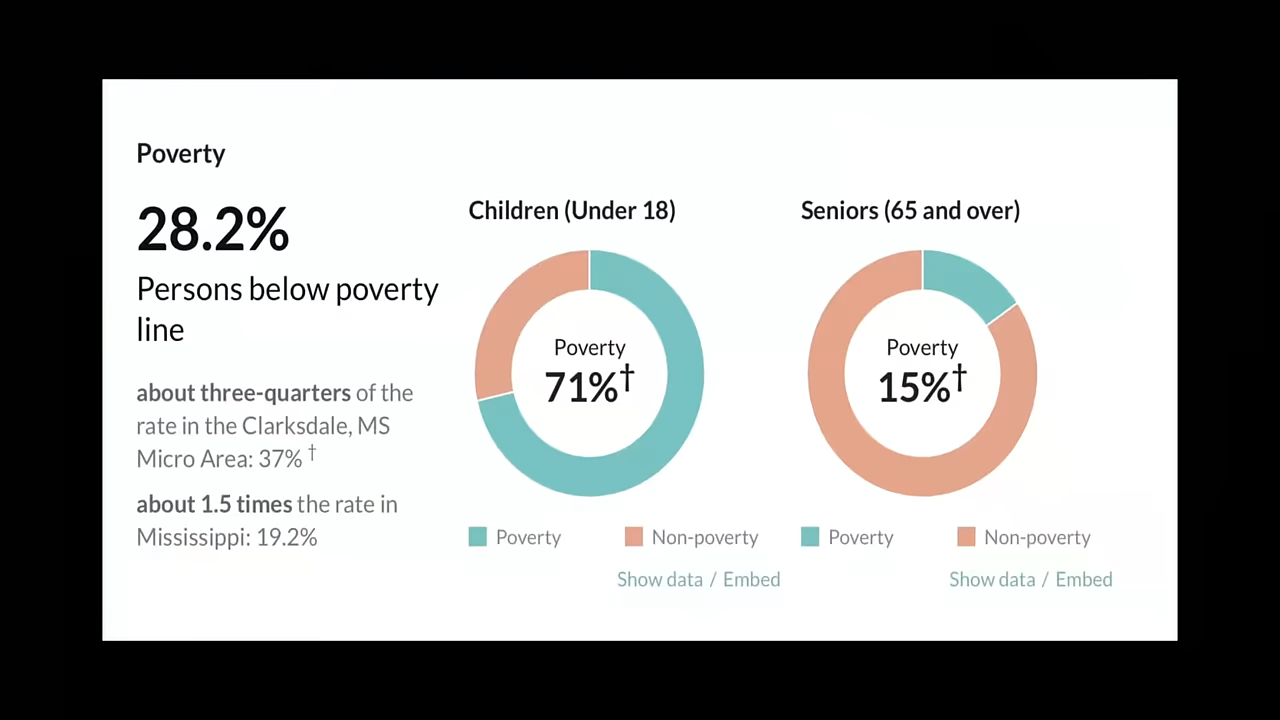 Poverty
28.2%
Persons below poverty
line
about three-quarters of the
rate in the Clarksdale, MS
Micro Area: 37% †
about 1.5 times the rate in
Mississippi: 19.2%
Children (Under 18)
Poverty
71%†
Poverty
Non-poverty
Show data / Embed
Seniors (65 and over)
Poverty
15%†
Poverty
Non-poverty
Show data / Embed